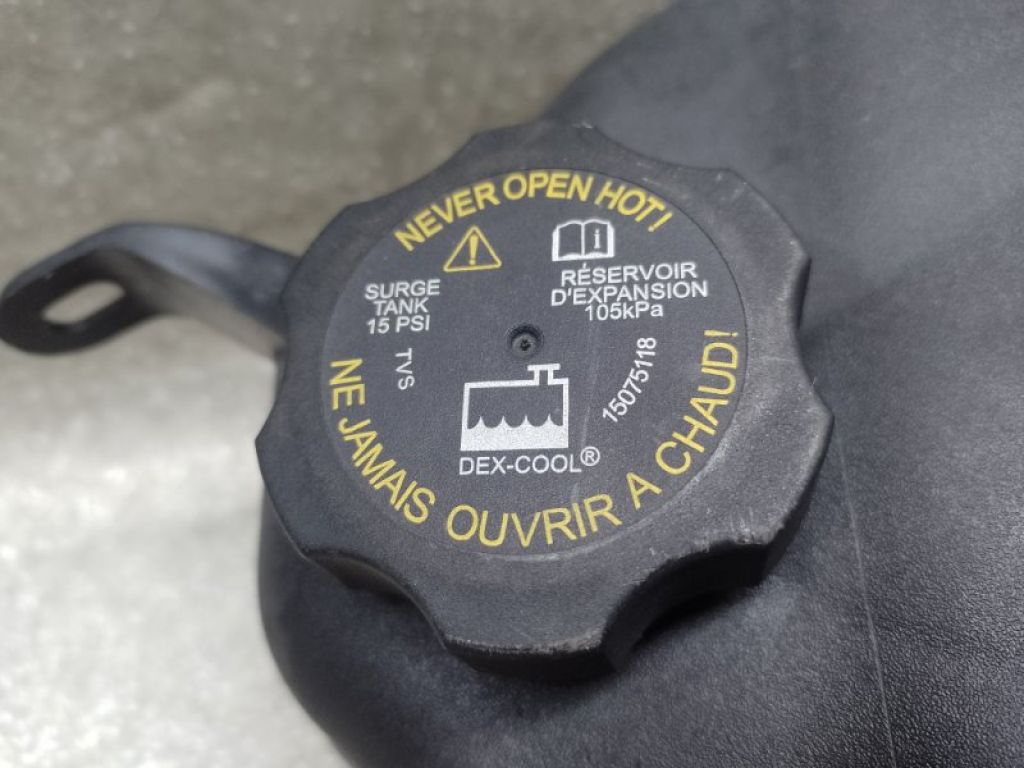 NEVER OPEN HOT!
SURGE
TANK
15 PSI
RÉSERVOIR
D'EXPANSION
105kPa
TVS
15075118
DEX-COOL®
NE JAMAIS OUVRIR A CHAUD!